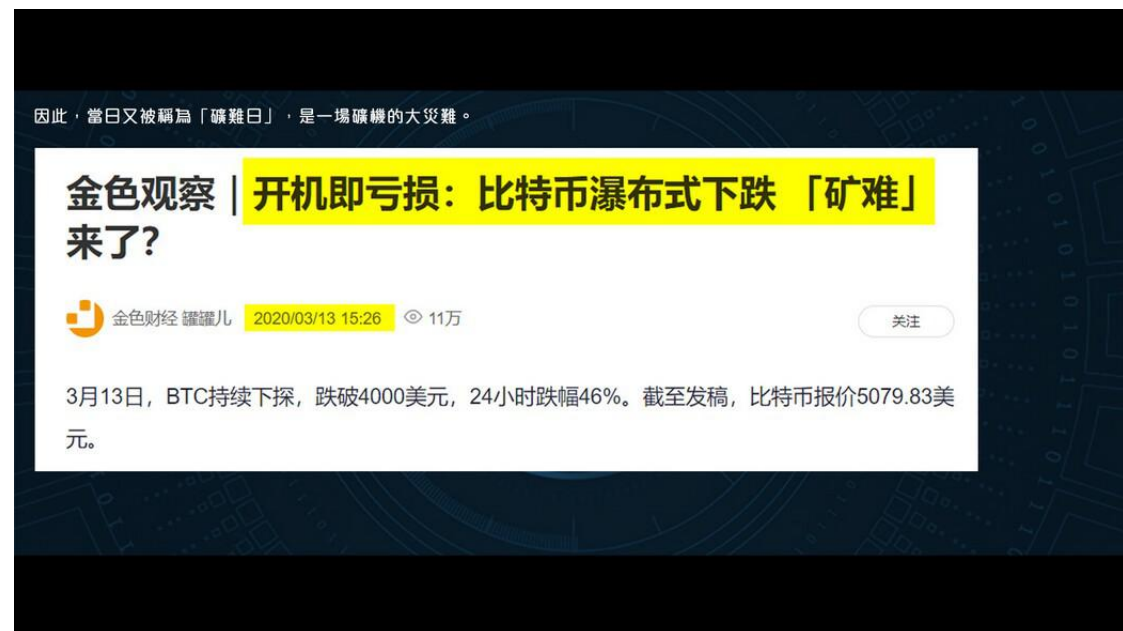 因此，當日又被稱為「礦難日」，是一場礦機的大災難。
金色观察｜开机即亏损：比特币瀑布式下跌 「矿难」
来了？
金色财经 罐罐儿 2020/03/13 15:26 11万
关注
3月13日，BTC持续下探，跌破4000美元，24小时跌幅46%。截至发稿，比特币报价5079.83美
元。